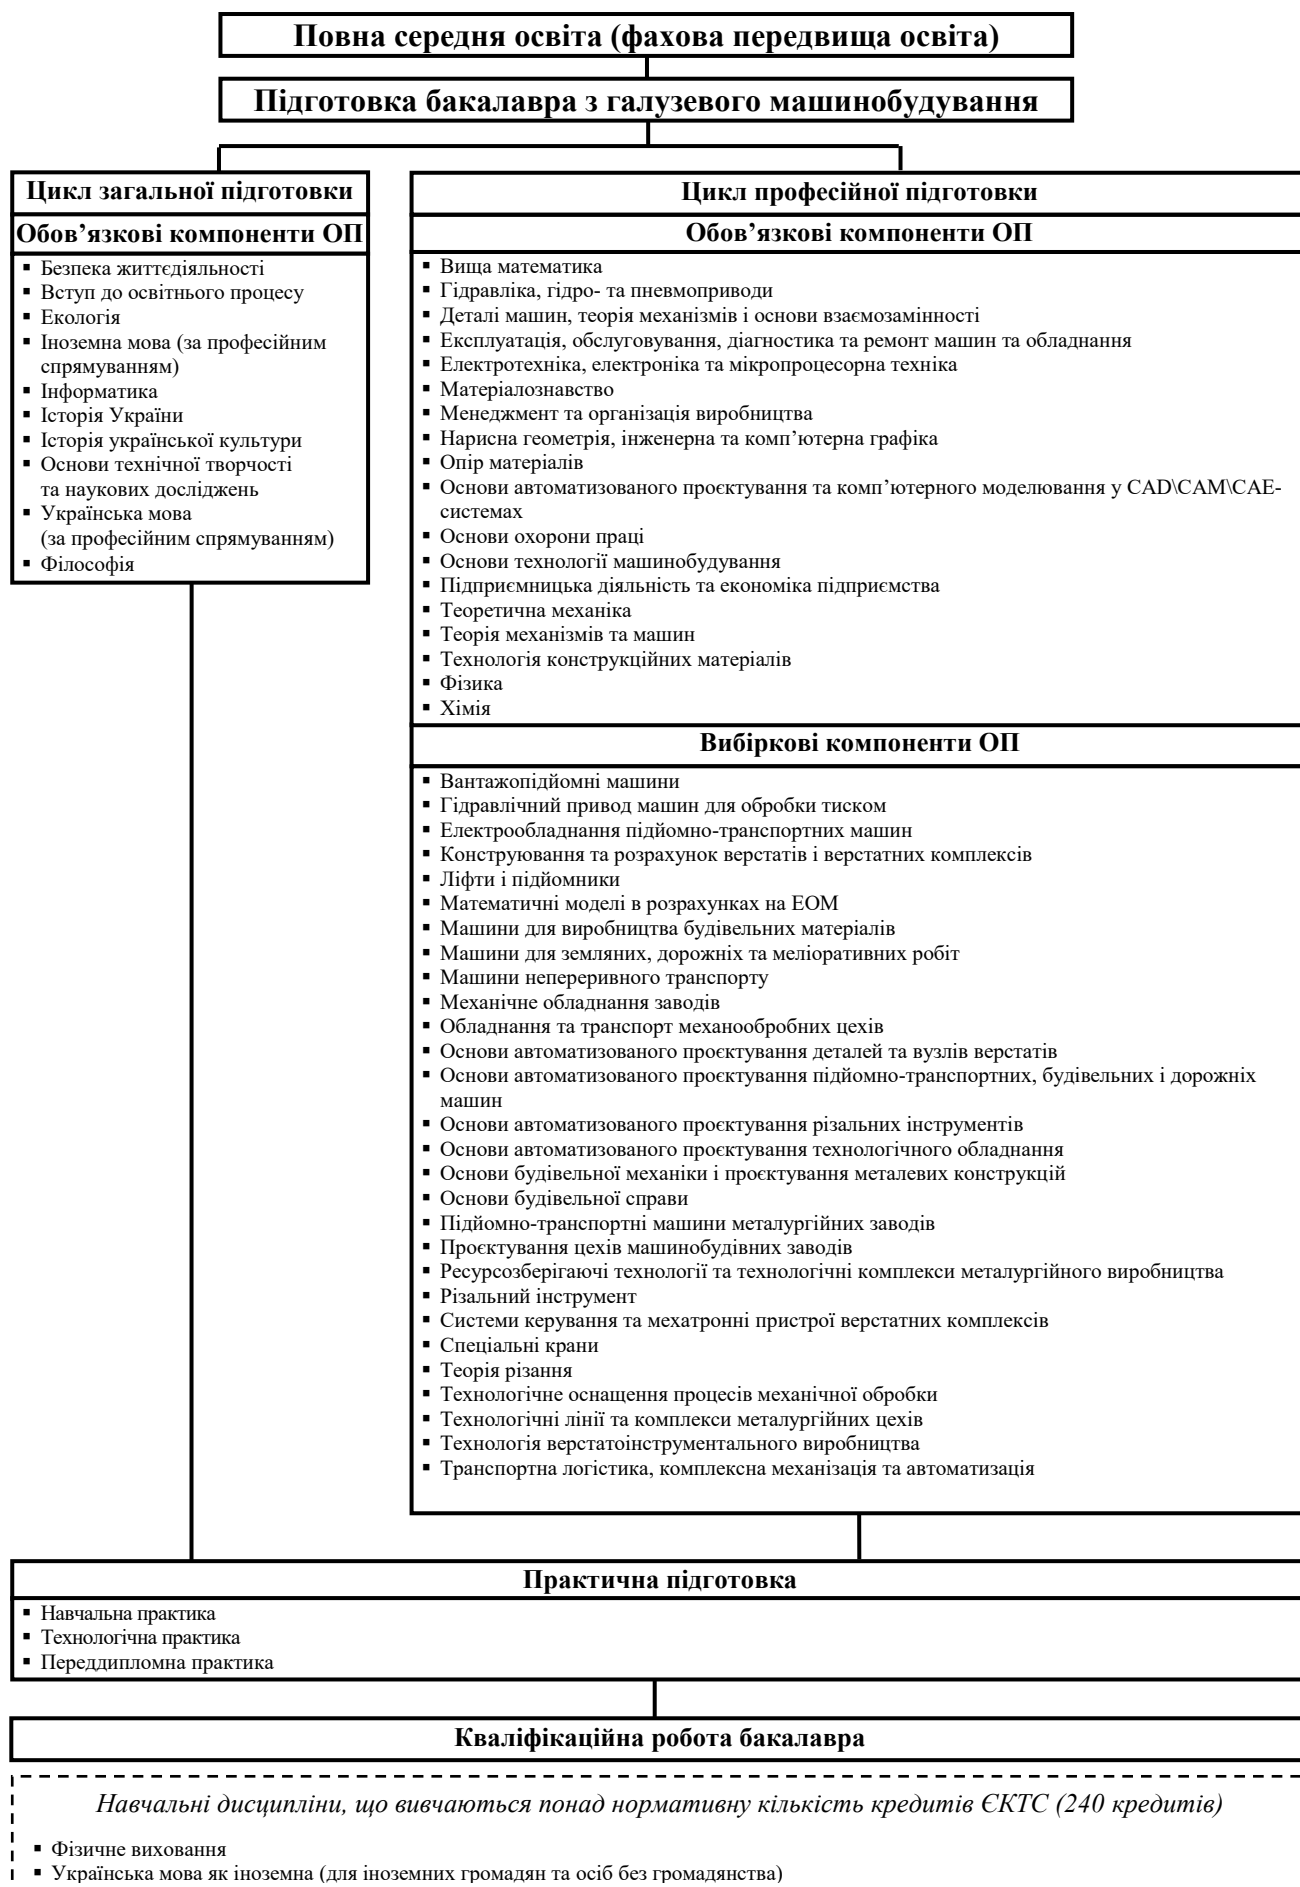 Повна середня освіта (фахова передвища освіта)
Підготовка бакалавра з галузевого машинобудування
Цикл загальної підготовки
Обов’язкові компоненти ОП
▪ Безпека життєдіяльності
▪ Вступ до освітнього процесу
▪ Екологія
▪ Іноземна мова (за професійним
спрямуванням)
▪ Інформатика
▪ Історія України
▪ Історія української культури
▪ Основи технічної творчості
та наукових досліджень
▪ Українська мова
(за професійним спрямуванням)
▪ Філософія
Цикл професійної підготовки
Обов’язкові компоненти ОП
▪ Вища математика
▪ Гідравліка, гідро- та пневмоприводи
▪ Деталі машин, теорія механізмів і основи взаємозамінності
▪ Експлуатація, обслуговування, діагностика та ремонт машин та обладнання
▪ Електротехніка, електроніка та мікропроцесорна техніка
▪ Матеріалознавство
▪ Менеджмент та організація виробництва
▪ Нарисна геометрія, інженерна та комп’ютерна графіка
▪ Опір матеріалів
▪ Основи автоматизованого проєктування та комп’ютерного моделювання у CAD\CAM\CAE-
системах
▪ Основи охорони праці
▪ Основи технології машинобудування
▪ Підприємницька діяльність та економіка підприємства
▪ Теоретична механіка
▪ Теорія механізмів та машин
▪ Технологія конструкційних матеріалів
▪ Фізика
▪ Хімія
Вибіркові компоненти ОП
▪ Вантажопідйомні машини
▪ Гідравлічний привод машин для обробки тиском
▪ Електрообладнання підйомно-транспортних машин
▪ Конструювання та розрахунок верстатів і верстатних комплексів
▪ Ліфти і підйомники
▪ Математичні моделі в розрахунках на ЕОМ
▪ Машини для виробництва будівельних матеріалів
▪ Машини для земляних, дорожніх та меліоративних робіт
▪ Машини непереривного транспорту
▪ Механічне обладнання заводів
▪ Обладнання та транспорт механообробних цехів
▪ Основи автоматизованого проєктування деталей та вузлів верстатів
▪ Основи автоматизованого проєктування підйомно-транспортних, будівельних і дорожніх
машин
▪ Основи автоматизованого проєктування різальних інструментів
▪ Основи автоматизованого проєктування технологічного обладнання
▪ Основи будівельної механіки і проєктування металевих конструкцій
▪ Основи будівельної справи
▪ Підйомно-транспортні машини металургійних заводів
▪ Проєктування цехів машинобудівних заводів
▪ Ресурсозберігаючі технології та технологічні комплекси металургійного виробництва
▪ Різальний інструмент
▪ Системи керування та мехатронні пристрої верстатних комплексів
▪ Спеціальні крани
▪ Теорія різання
▪ Технологічне оснащення процесів механічної обробки
▪ Технологічні лінії та комплекси металургійних цехів
▪ Технологія верстатоінструментального виробництва
▪ Транспортна логістика, комплексна механізація та автоматизація
Практична підготовка
▪ Навчальна практика
▪ Технологічна практика
▪ Переддипломна практика
Кваліфікаційна робота бакалавра
Навчальні дисципліни, що вивчаються понад нормативну кількість кредитів ЄКТС (240 кредитів)
▪ Фізичне виховання
▪ Українська мова як іноземна (для іноземних громадян та осіб без громадянства)